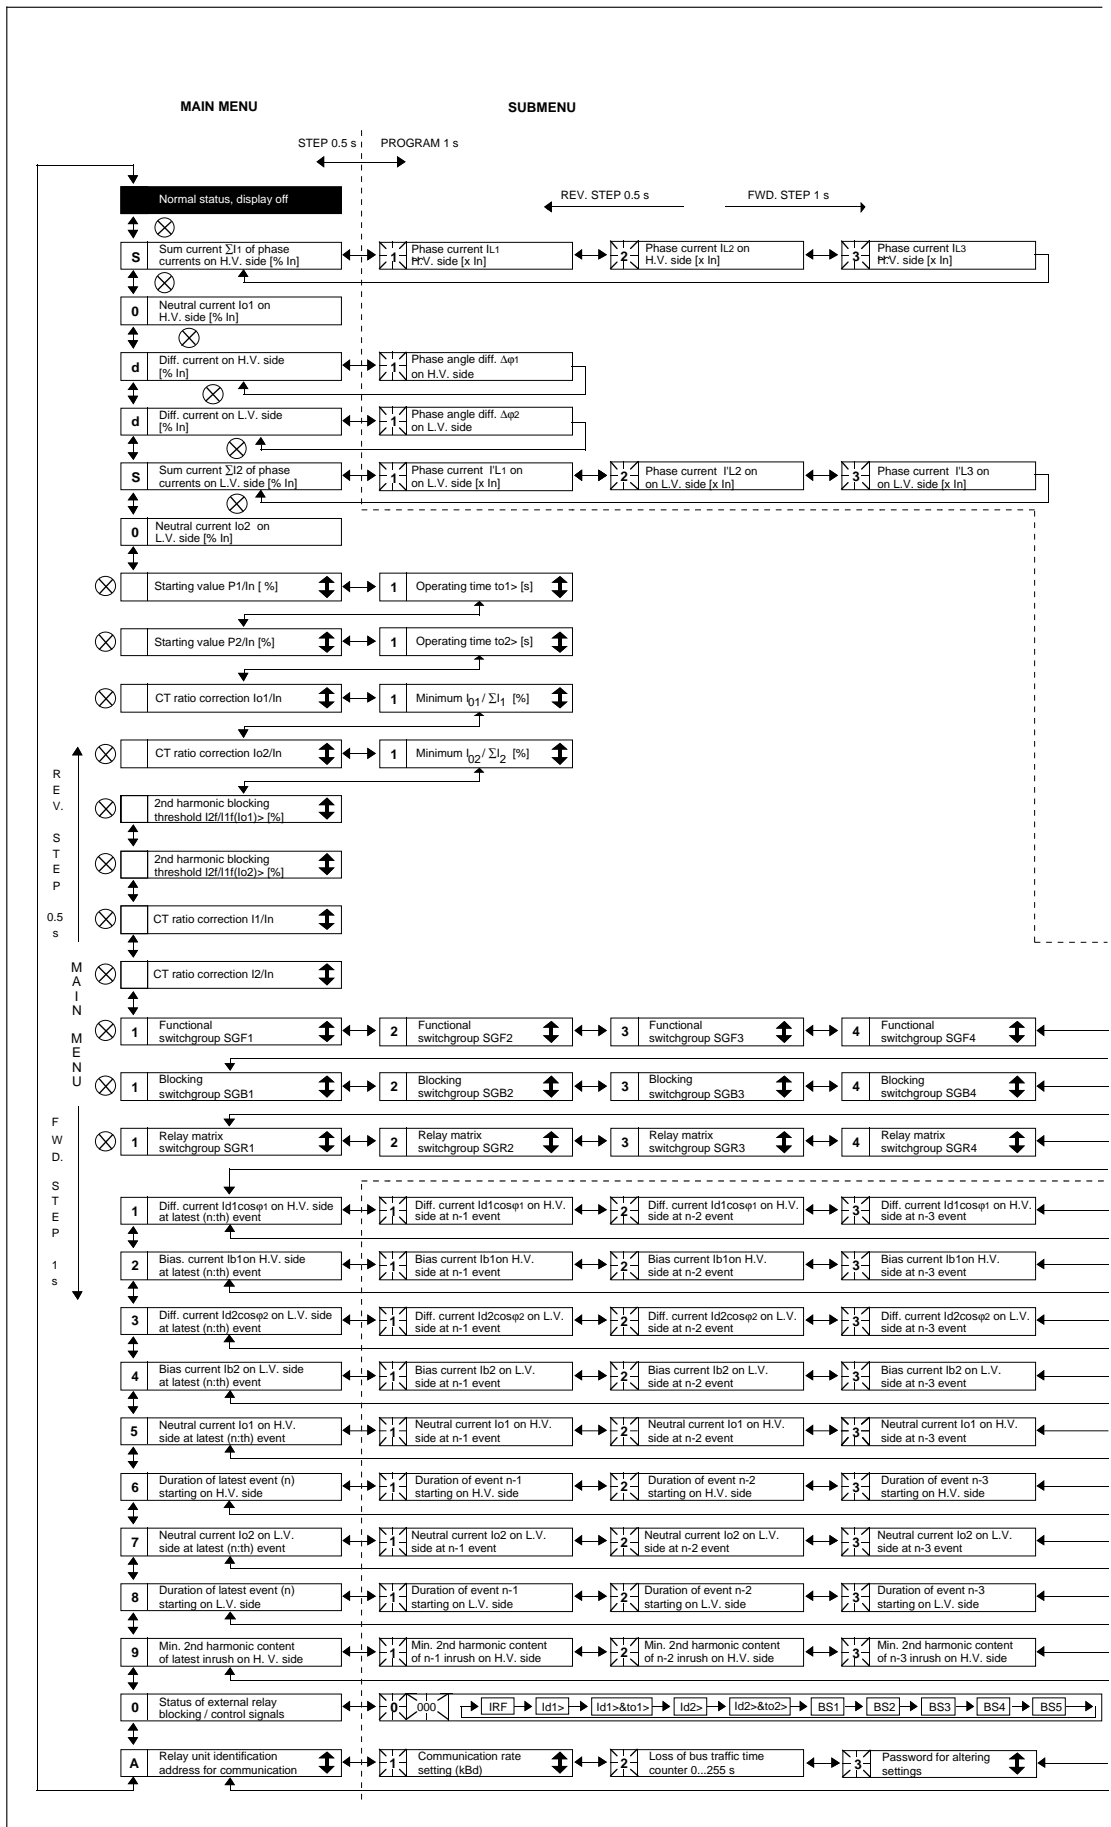 MAIN MENU SUBMENU
STEP 0.5 s PROGRAM 1 s
Normal status, display off
REV. STEP 0.5 s FWD. STEP 1 s
S Sum current ∑I1 of phase currents on H.V. side [% In]
1 Phase current IL1 H.V. side [x In]
2 Phase current IL2 on H.V. side [x In]
3 Phase current IL3 H.V. side [x In]
0 Neutral current Io1 on H.V. side [% In]
d Diff. current on H.V. side [% In]
1 Phase angle diff. Δφ1 on H.V. side
d Diff. current on L.V. side [% In]
1 Phase angle diff. Δφ2 on L.V. side
S Sum current ∑I2 of phase currents on L.V. side [% In]
1 Phase current I'L1 on L.V. side [x In]
2 Phase current I'L2 on on L.V. side [x In]
3 Phase current I'L3 on on L.V. side [x In]
0 Neutral current Io2 on L.V. side [% In]
Starting value P1/In [ %]
1 Operating time to1> [s]
Starting value P2/In [%]
1 Operating time to2> [s]
CT ratio correction Io1/In
1 Minimum I01/ ∑I1 [%]
CT ratio correction Io2/In
1 Minimum I02/ ∑I2 [%]
2nd harmonic blocking threshold I2f/I1f(Io1)> [%]
2nd harmonic blocking threshold I2f/I1f(Io2)> [%]
CT ratio correction I1/In
CT ratio correction I2/In
REV. STEP 0.5 s
MAIN MENU
FWD. STEP 1 s
1 Functional switchgroup SGF1
2 Functional switchgroup SGF2
3 Functional switchgroup SGF3
4 Functional switchgroup SGF4
1 Blocking switchgroup SGB1
2 Blocking switchgroup SGB2
3 Blocking switchgroup SGB3
4 Blocking switchgroup SGB4
1 Relay matrix switchgroup SGR1
2 Relay matrix switchgroup SGR2
3 Relay matrix switchgroup SGR3
4 Relay matrix switchgroup SGR4
1 Diff. current Id1cosφ1 on H.V. side at latest (n:th) event
1 Diff. current Id1cosφ1 on H.V. side at n-1 event
2 Diff. current Id1cosφ1 on H.V. side at n-2 event
3 Diff. current Id1cosφ1 on H.V. side at n-3 event
2 Bias. current Ib1on H.V. side at latest (n:th) event
1 Bias current Ib1on H.V. side at n-1 event
2 Bias current Ib1on H.V. side at n-2 event
3 Bias current Ib1on H.V. side at n-3 event
3 Diff. current Id2cosφ2 on L.V. side at latest (n:th) event
1 Diff. current Id2cosφ2 on L.V. side at n-1 event
2 Diff. current Id2cosφ2 on L.V. side at n-2 event
3 Diff. current Id2cosφ2 on L.V. side at n-3 event
4 Bias current Ib2 on L.V. side at latest (n:th) event
1 Bias current Ib2 on L.V. side at n-1 event
2 Bias current Ib2 on L.V. side at n-2 event
3 Bias current Ib2 on L.V. side at n-3 event
5 Neutral current Io1 on H.V. side at latest (n:th) event
1 Neutral current Io1 on H.V. side at n-1 event
2 Neutral current Io1 on H.V. side at n-2 event
3 Neutral current Io1 on H.V. side at n-3 event
6 Duration of latest event (n) starting on H.V. side
1 Duration of event n-1 starting on H.V. side
2 Duration of event n-2 starting on H.V. side
3 Duration of event n-3 starting on H.V. side
7 Neutral current Io2 on L.V. side at latest (n:th) event
1 Neutral current Io2 on L.V. side at n-1 event
2 Neutral current Io2 on L.V. side at n-2 event
3 Neutral current Io2 on L.V. side at n-3 event
8 Duration of latest event (n) starting on L.V. side
1 Duration of event n-1 starting on L.V. side
2 Duration of event n-2 starting on L.V. side
3 Duration of event n-3 starting on L.V. side
9 Min. 2nd harmonic content of latest inrush on H. V. side
1 Min. 2nd harmonic content of n-1 inrush on H.V. side
2 Min. 2nd harmonic content of n-2 inrush on H.V. side
3 Min. 2nd harmonic content of n-3 inrush on H.V. side
0 Status of external relay blocking / control signals
0 000 IRF Id1> Id1>&to1> Id2> Id2>&to2> BS1 BS2 BS3 BS4 BS5
A Relay unit identification address for communication
1 Communication rate setting (kBd)
2 Loss of bus traffic time counter 0...255 s
3 Password for altering settings